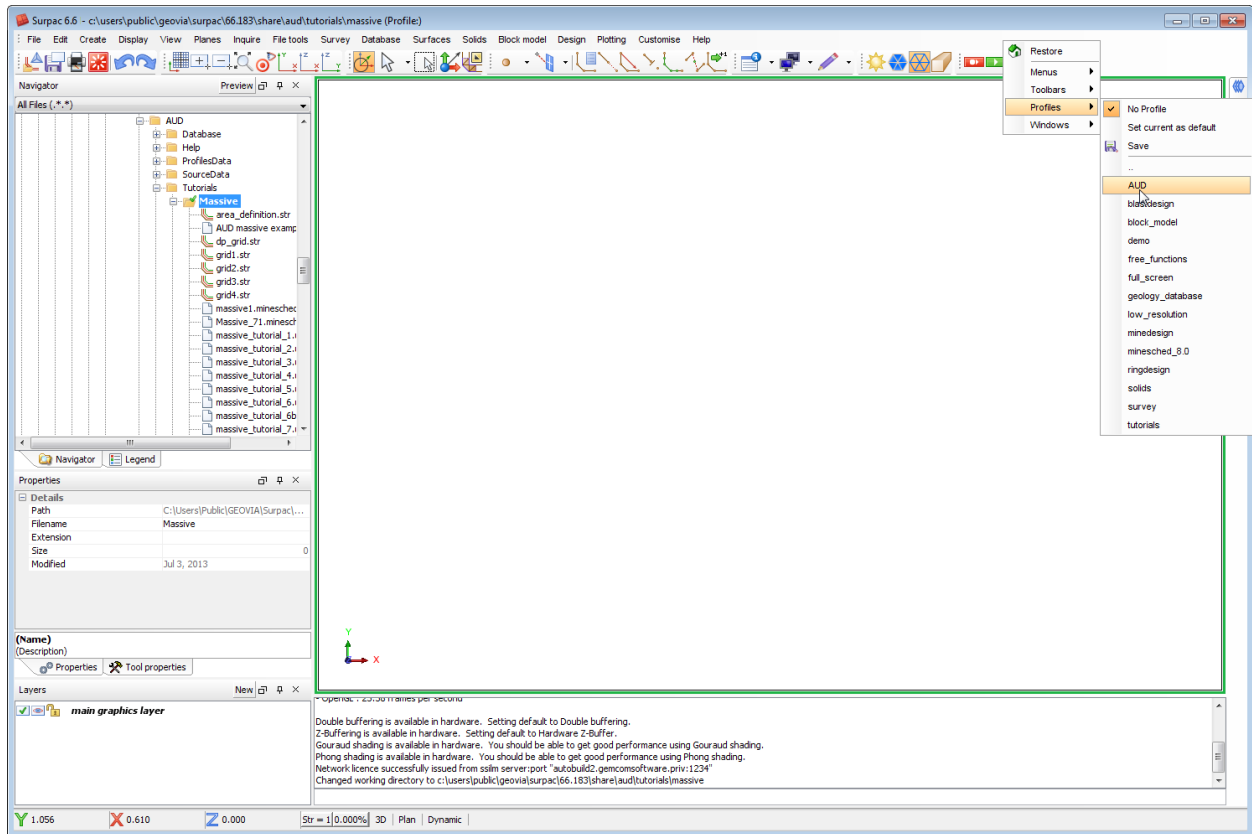 Surpac 6.6 - c:\users\public\geovia\surpac\66.183\share\aud\tutorials\massive (Profile:)
File Edit Create Display View Planes Inquire File tools Survey Database Surfaces Solids Block model Design Plotting Customise Help
Navigator Preview
All Files (.*.*)
AUD
Database
Help
ProfilesData
SourceData
Tutorials
Massive
area_definition.str
AUD massive examp
dp_grid.str
grid1.str
grid2.str
grid3.str
grid4.str
massive1.minesched
Massive_71.minesch
massive_tutorial_1.
massive_tutorial_2.
massive_tutorial_3.
massive_tutorial_4.
massive_tutorial_5.
massive_tutorial_6.
massive_tutorial_6b
massive_tutorial_7.
Navigator Legend
Properties
Details
Path C:\Users\Public\GEOVIA\Surpac\...
Filename Massive
Extension
Size 0
Modified Jul 3, 2013
(Name)
(Description)
Properties Tool properties
Layers New
main graphics layer
Restore
Menus
Toolbars
Profiles
Windows
No Profile
Set current as default
Save
..
AUD
blastdesign
block_model
demo
free_functions
full_screen
geology_database
low_resolution
minedesign
minesched_8.0
ringdesign
solids
survey
tutorials
Y
X
Double buffering is available in hardware. Setting default to Double buffering.
Z-Buffering is available in hardware. Setting default to Hardware Z-Buffer.
Gouraud shading is available in hardware. You should be able to get good performance using Gouraud shading.
Phong shading is available in hardware. You should be able to get good performance using Phong shading.
Network licence successfully issued from ssilm server:port "autobuild2.gemcomsoftware.priv:1234"
Changed working directory to c:\users\public\geovia\surpac\66.183\share\aud\tutorials\massive
Y 1.056 X 0.610 Z 0.000 Str = 1 0.000% 3D Plan Dynamic